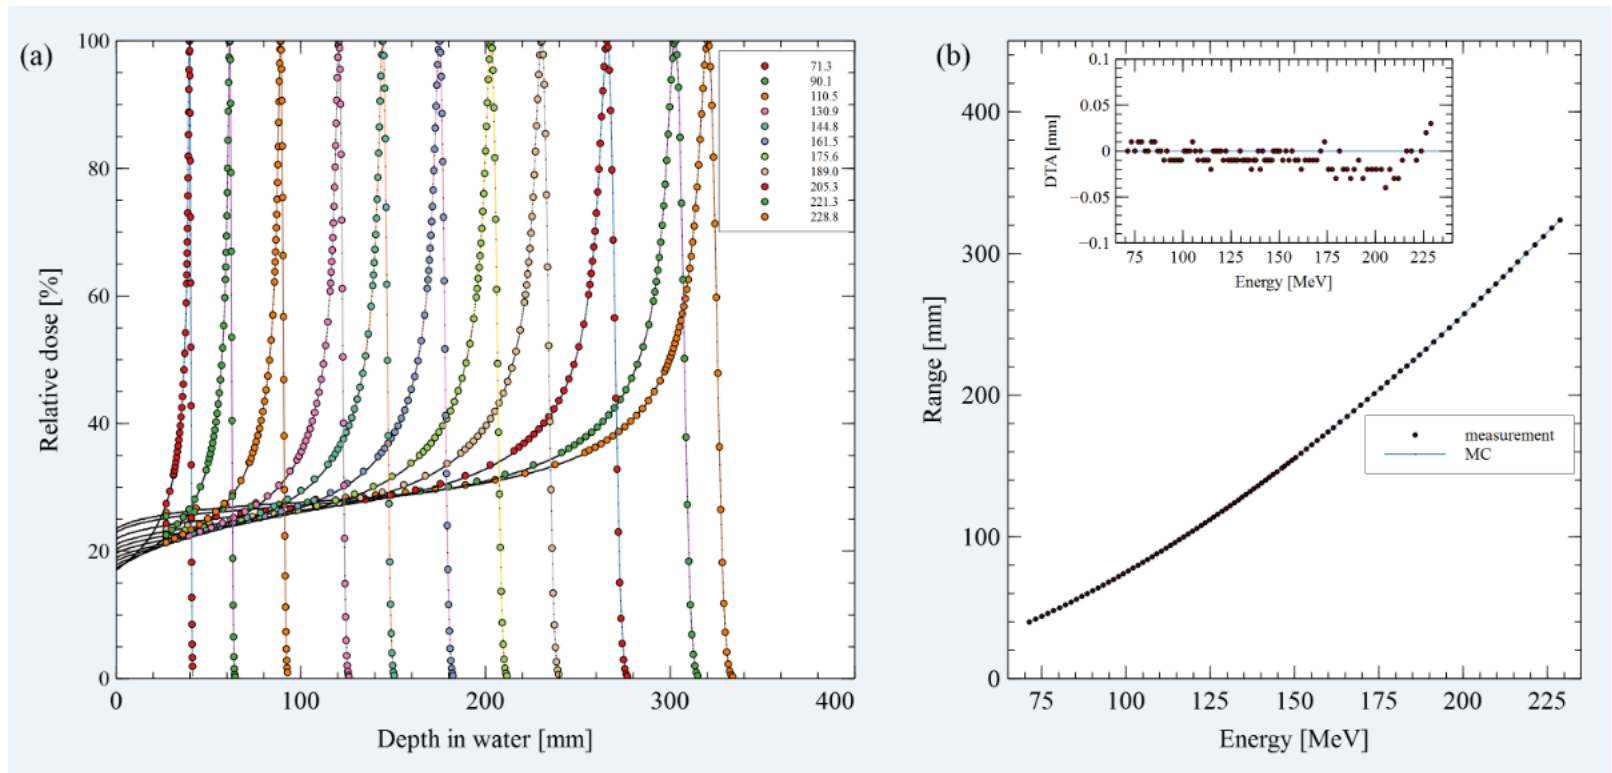 (a)
100
80
60
40
20
0
Relative dose [%]
0 100 200 300 400
Depth in water [mm]
71.3
90.1
110.5
130.9
144.8
161.5
175.6
189.0
205.3
221.3
228.8
(b)
400
300
200
100
0
Range [mm]
75 100 125 150 175 200 225
Energy [MeV]
0.1
0.05
0
−0.05
−0.1
DTA [mm]
75 100 125 150 175 200 225
Energy [MeV]
measurement
MC